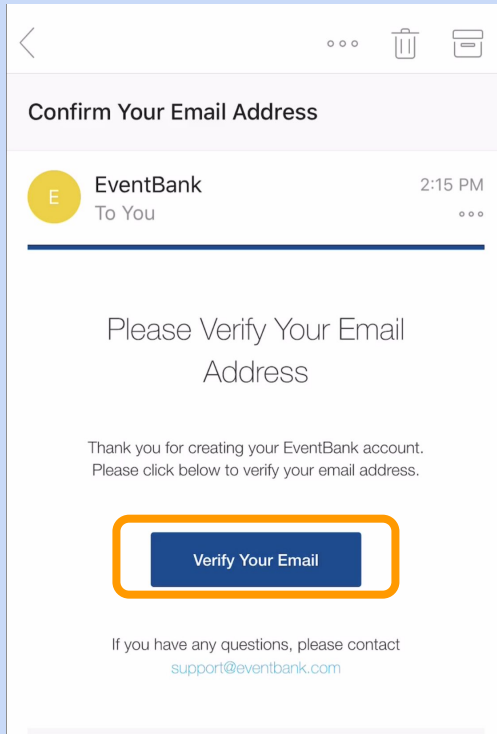 Confirm Your Email Address
E
EventBank
2:15 PM
To You
Please Verify Your Email
Address
Thank you for creating your EventBank account.
Please click below to verify your email address.
Verify Your Email
If you have any questions, please contact
support@eventbank.com